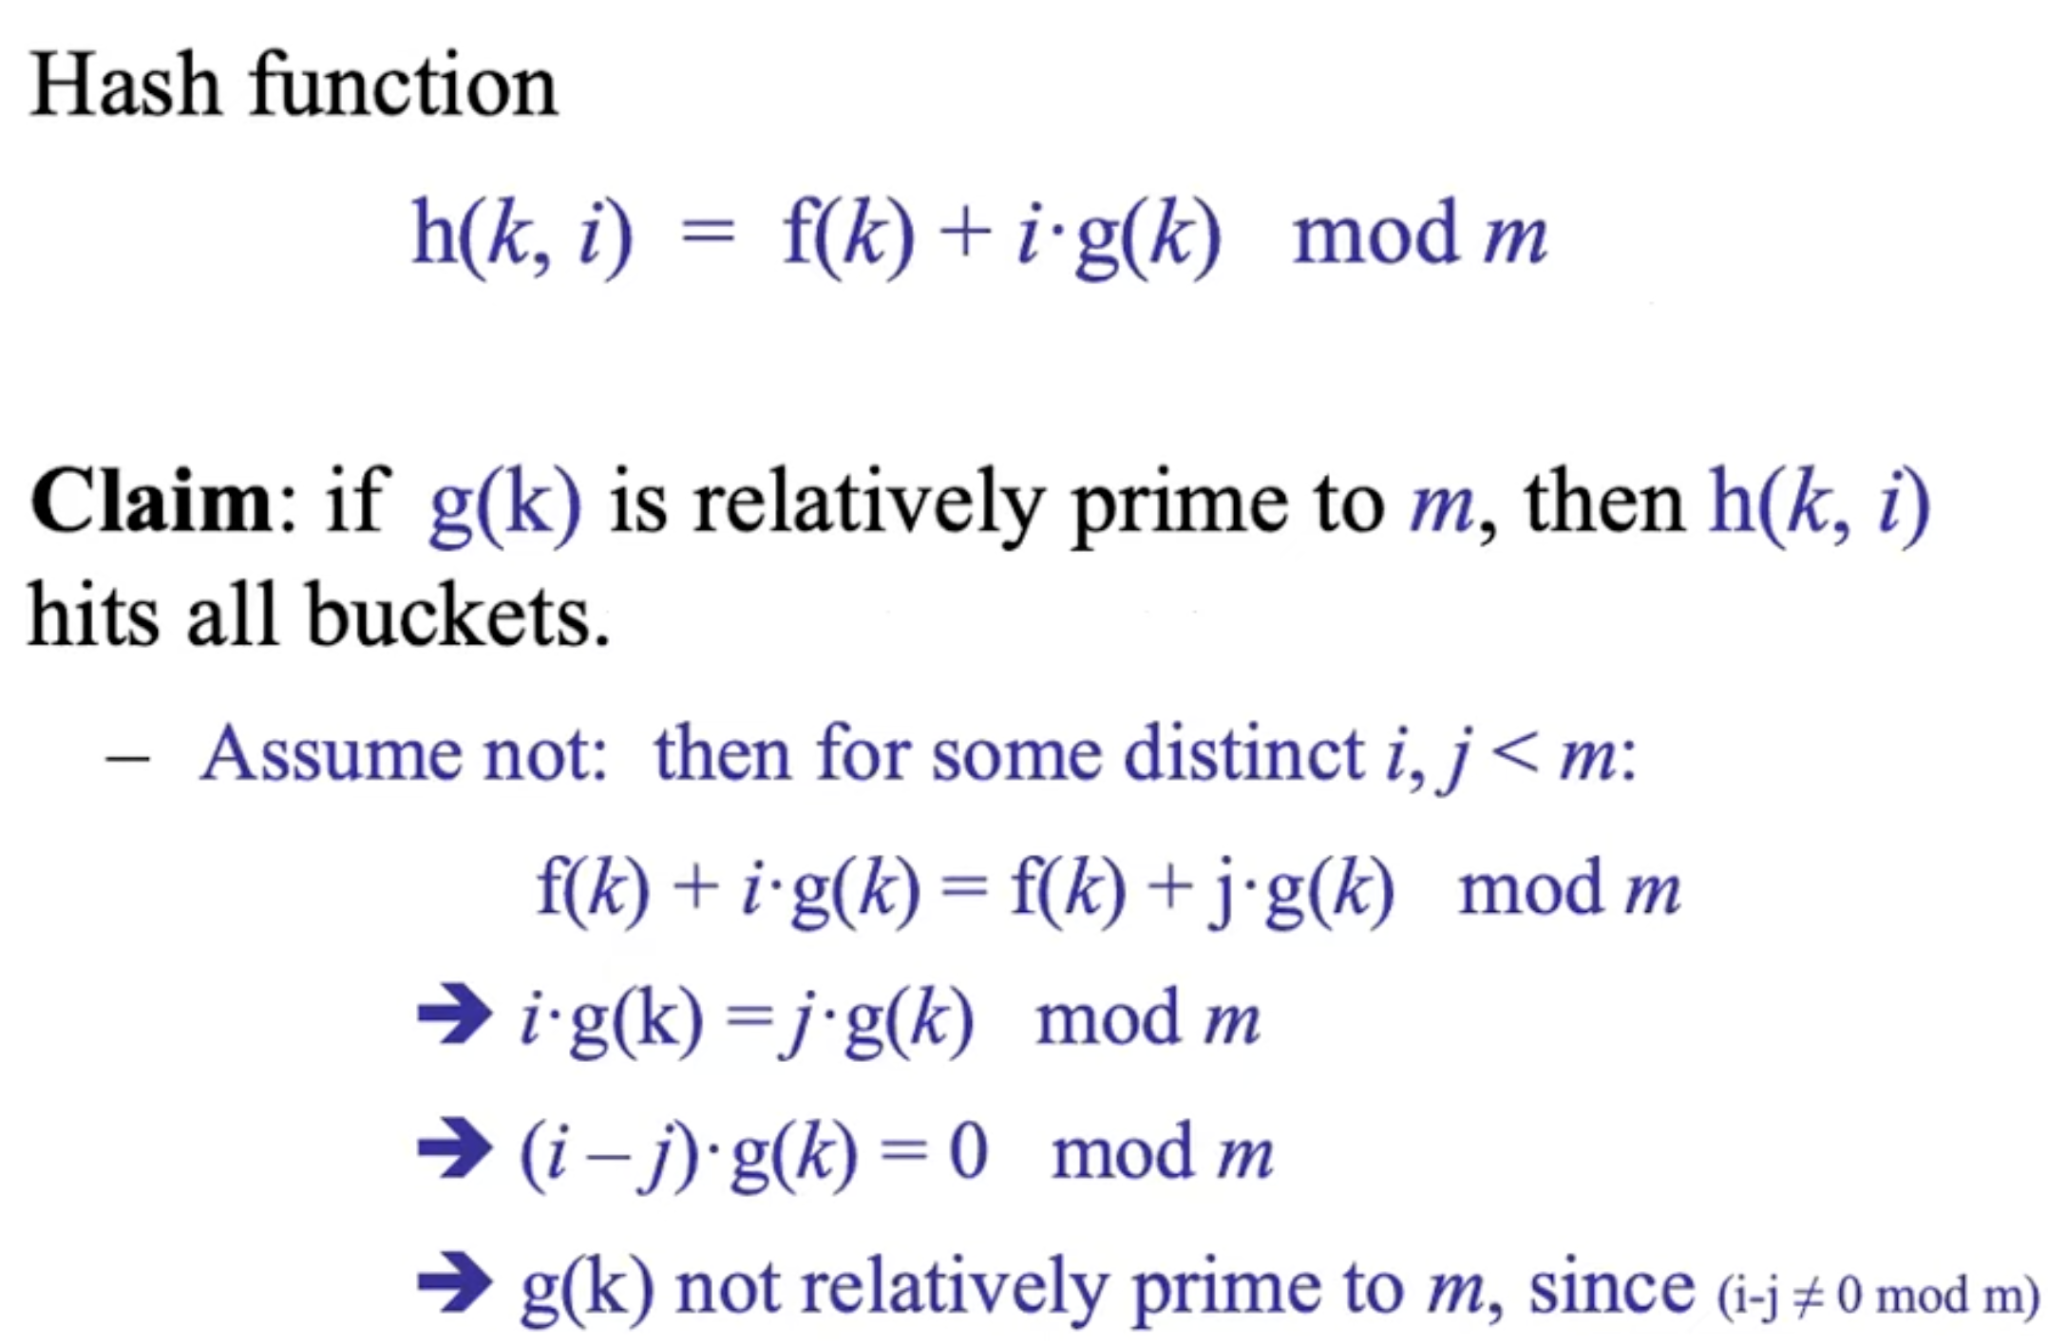 Hash function
h(k, i) = f(k) + i·g(k) mod m
Claim: if g(k) is relatively prime to m, then h(k, i)
hits all buckets.
– Assume not: then for some distinct i, j < m:
f(k) + i·g(k) = f(k) + j·g(k) mod m
➔ i·g(k) = j·g(k) mod m
➔ (i – j)·g(k) = 0 mod m
➔ g(k) not relatively prime to m, since (i-j ≠ 0 mod m)